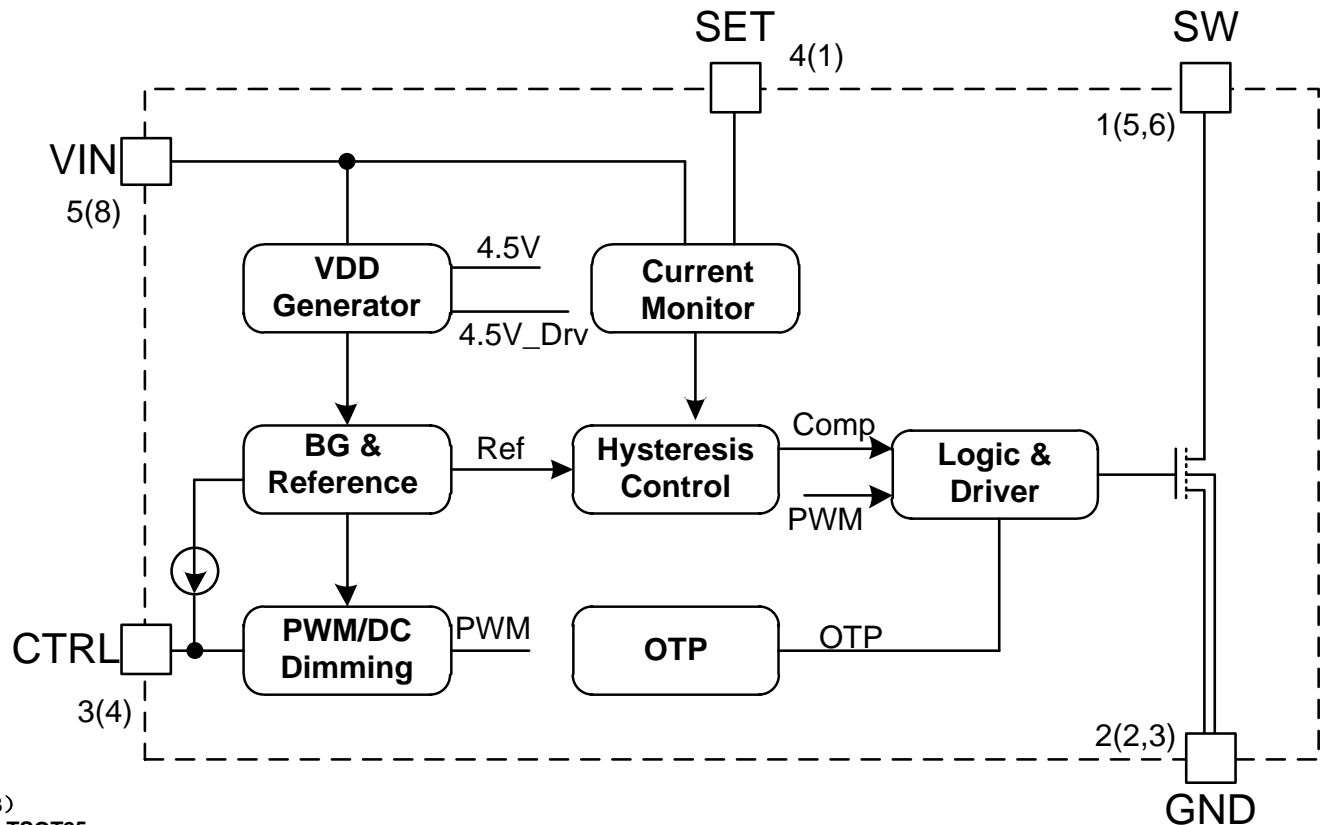 SET
SW
4(1)
1(5,6)
VIN
5(8)
VDD
Generator
4.5V
4.5V_Drv
Current
Monitor
BG &
Reference
Ref
Hysteresis
Control
Comp
PWM
Logic &
Driver
CTRL
3(4)
PWM/DC
Dimming
PWM
OTP
OTP
2(2,3)
GND